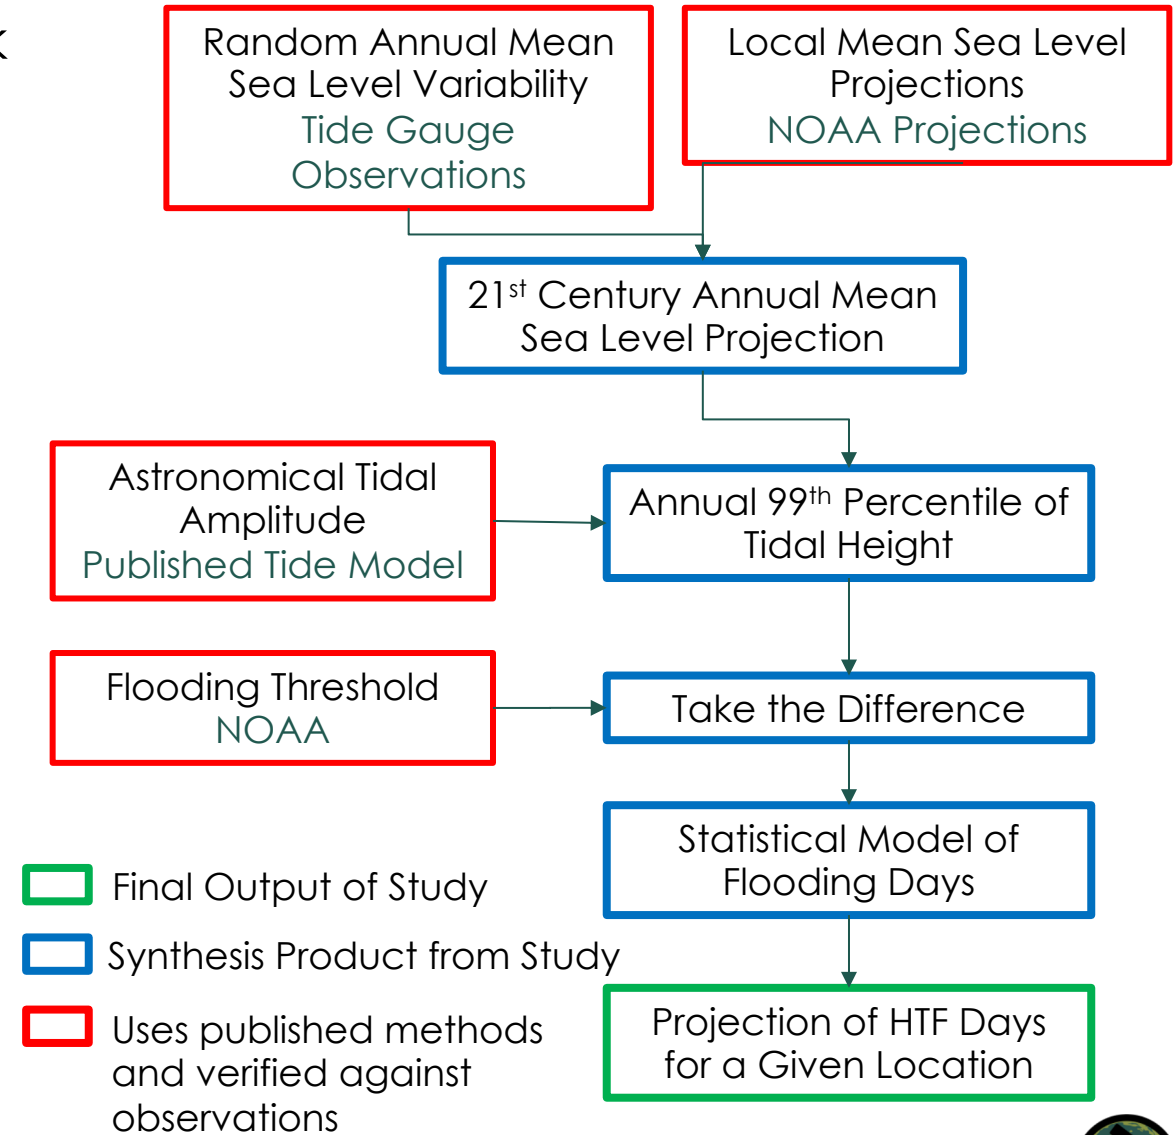 Random Annual Mean
Sea Level Variability
Tide Gauge
Observations
Local Mean Sea Level
Projections
NOAA Projections
21st Century Annual Mean
Sea Level Projection
Astronomical Tidal
Amplitude
Published Tide Model
Annual 99th Percentile of
Tidal Height
Flooding Threshold
NOAA
Take the Difference
Statistical Model of
Flooding Days
Final Output of Study
Synthesis Product from Study
Uses published methods
and verified against
observations
Projection of HTF Days
for a Given Location